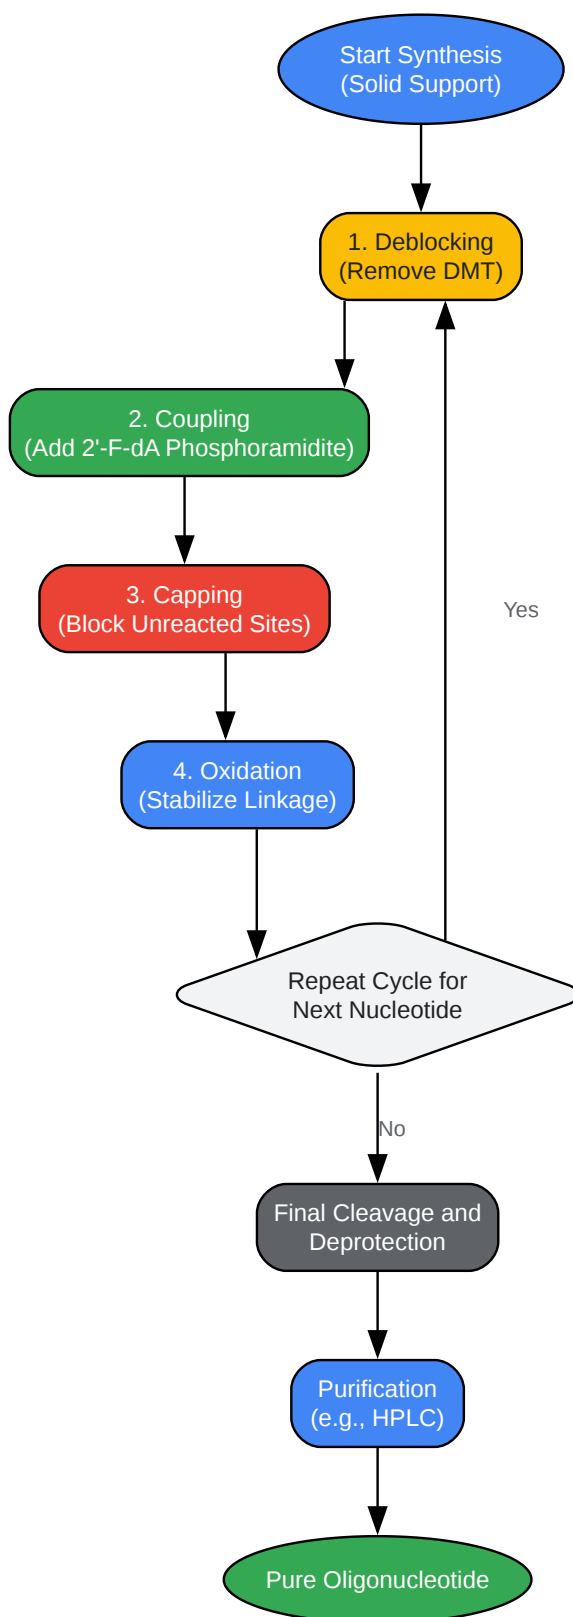 Start Synthesis
(Solid Support)
1. Deblocking
(Remove DMT)
2. Coupling
(Add 2'-F-dA Phosphoramidite)
3. Capping
(Block Unreacted Sites)
Yes
4. Oxidation
(Stabilize Linkage)
Repeat Cycle for
Next Nucleotide
No
Final Cleavage and
Deprotection
Purification
(e.g., HPLC)
Pure Oligonucleotide